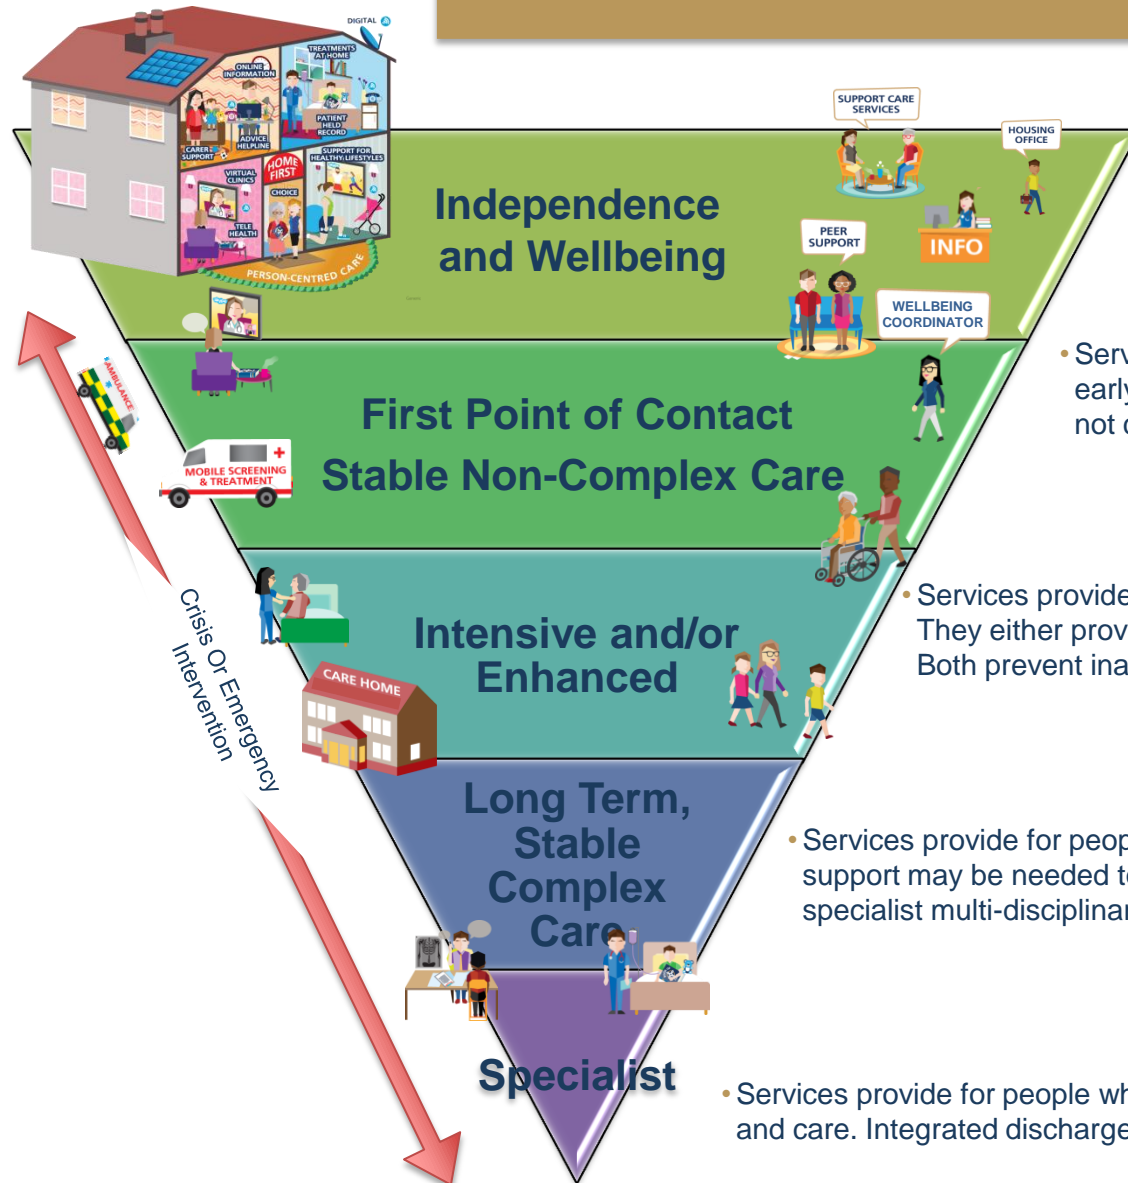 DIGITAL
ONLINE
INFORMATION
TREATMENTS
AT HOME
CARER
SUPPORT
ADVICE
HELPLINE
PATIENT
HELD
RECORD
VIRTUAL
CLINICS
HOME
FIRST
SUPPORT FOR
HEALTHY LIFESTYLES
CHOICE
TELE
HEALTH
PERSON-CENTRED CARE
SUPPORT CARE
SERVICES
HOUSING
OFFICE
Independence
and Wellbeing
PEER
SUPPORT
INFO
WELLBEING
COORDINATOR
AMBULANCE
MOBILE SCREENING
& TREATMENT
First Point of Contact
Stable Non-Complex Care
• Serv
early
not
Crisis Or Emergency
Intervention
Intensive and/or
Enhanced
CARE HOME
• Services provide
They either prov
Both prevent ina
Long Term,
Stable
Complex
Care
• Services provide for peop
support may be needed t
specialist multi-disciplina
Specialist
• Services provide for people wh
and care. Integrated discharge